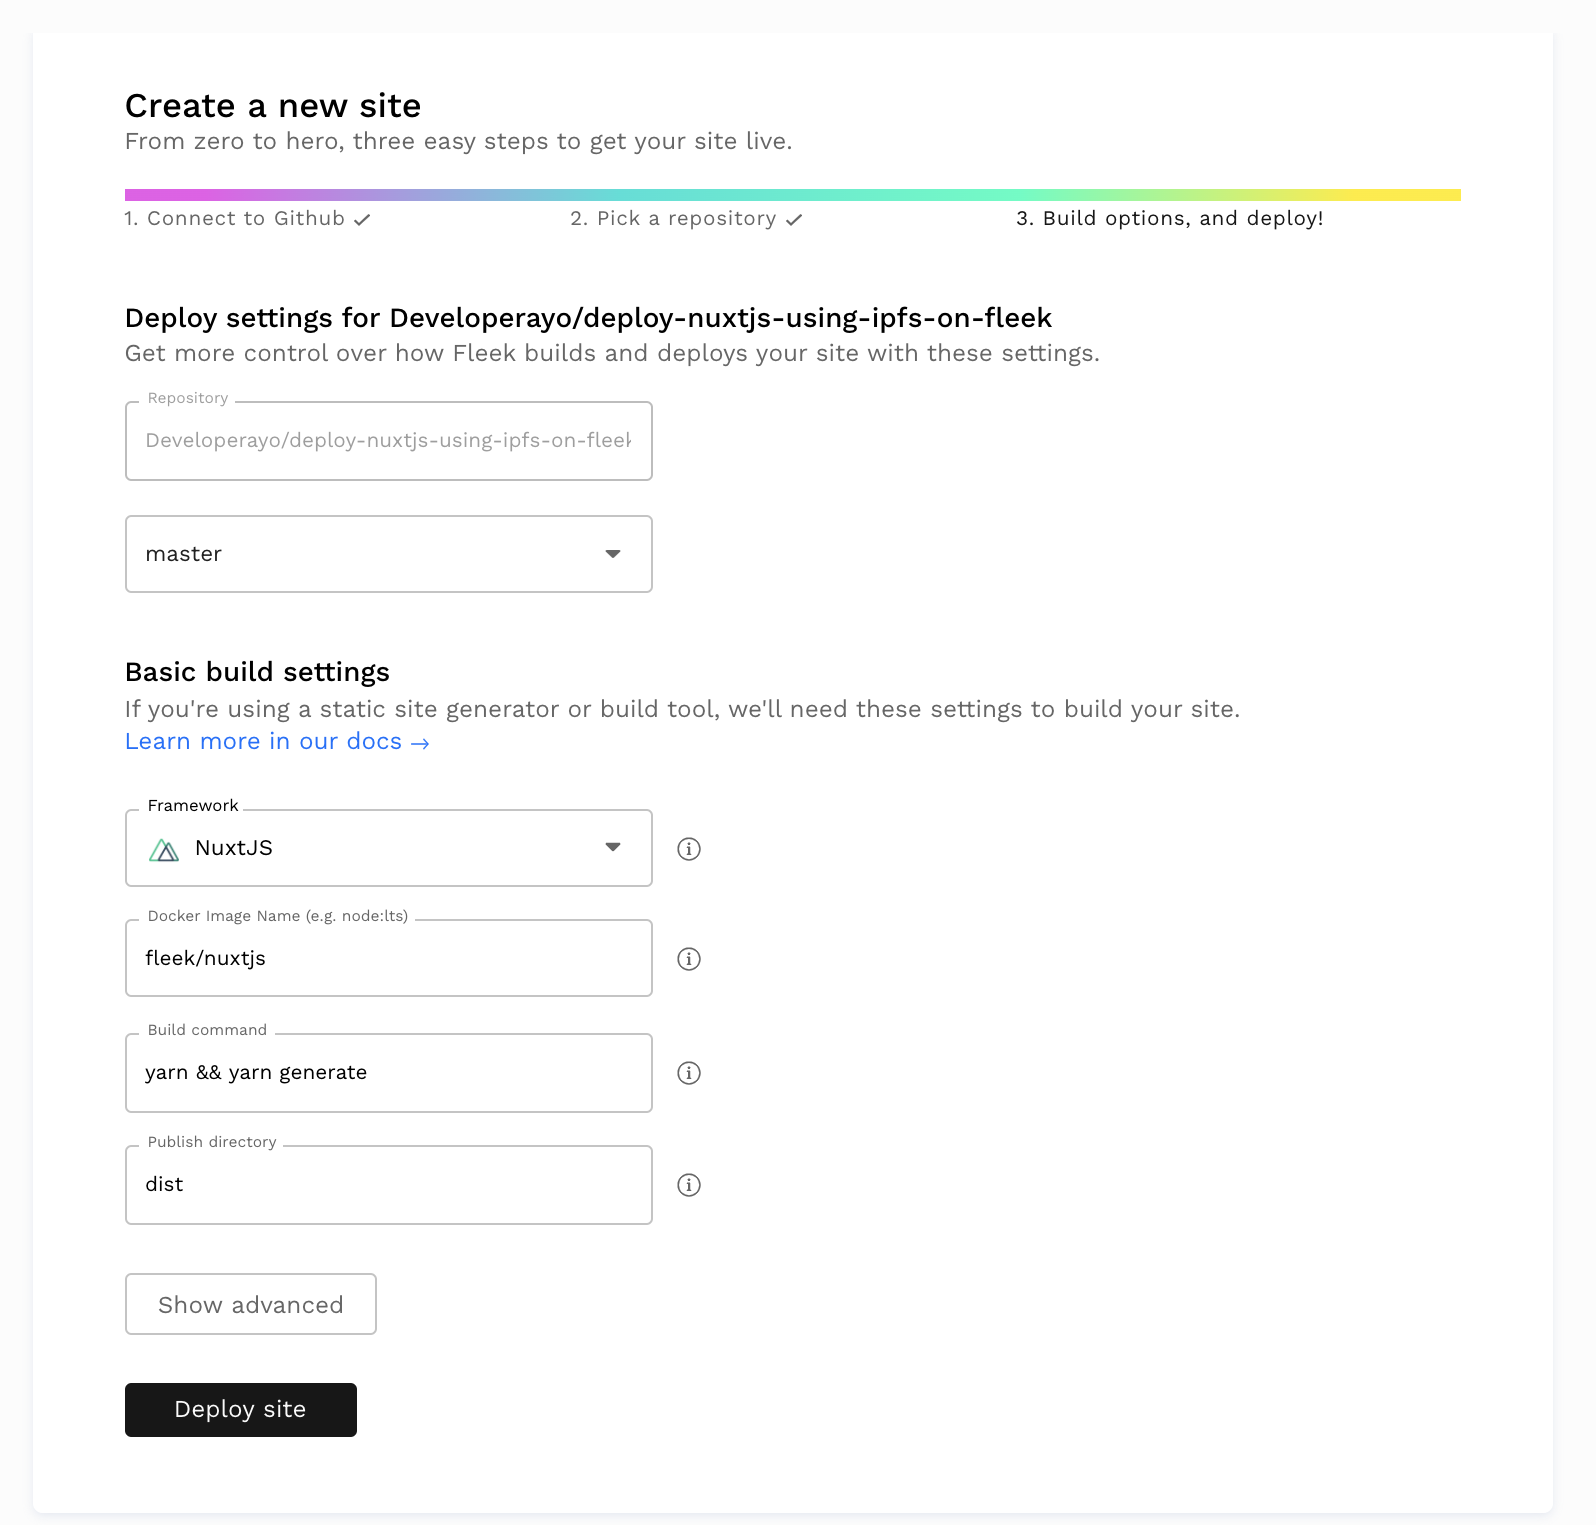 Create a new site
From zero to hero, three easy steps to get your site live.
1. Connect to Github
2. Pick a repository
3. Build options, and deploy!
Deploy settings for Developerayo/deploy-nuxtjs-using-ipfs-on-fleek
Get more control over how Fleek builds and deploys your site with these settings.
Repository
Developerayo/deploy-nuxtjs-using-ipfs-on-fleek
master
Basic build settings
If you're using a static site generator or build tool, we'll need these settings to build your site.
Learn more in our docs →
Framework
NuxtJS
Docker Image Name (e.g. node:lts)
fleek/nuxtjs
Build command
yarn && yarn generate
Publish directory
dist
Show advanced
Deploy site